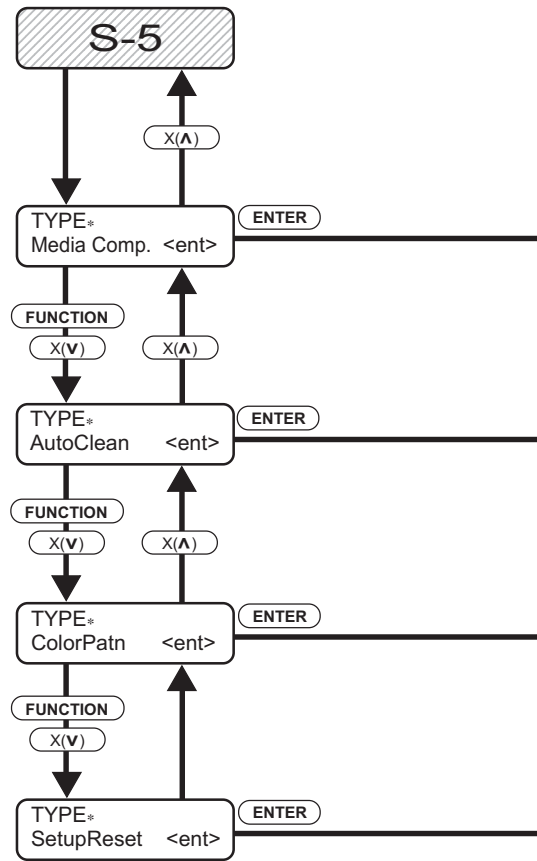 S-5
X(∧)
TYPE*
Media Comp. <ent>
ENTER
FUNCTION
X(∨) X(∧)
TYPE*
AutoClean <ent>
ENTER
FUNCTION
X(∨) X(∧)
TYPE*
ColorPatn <ent>
ENTER
FUNCTION
X(∨)
TYPE*
SetupReset <ent>
ENTER